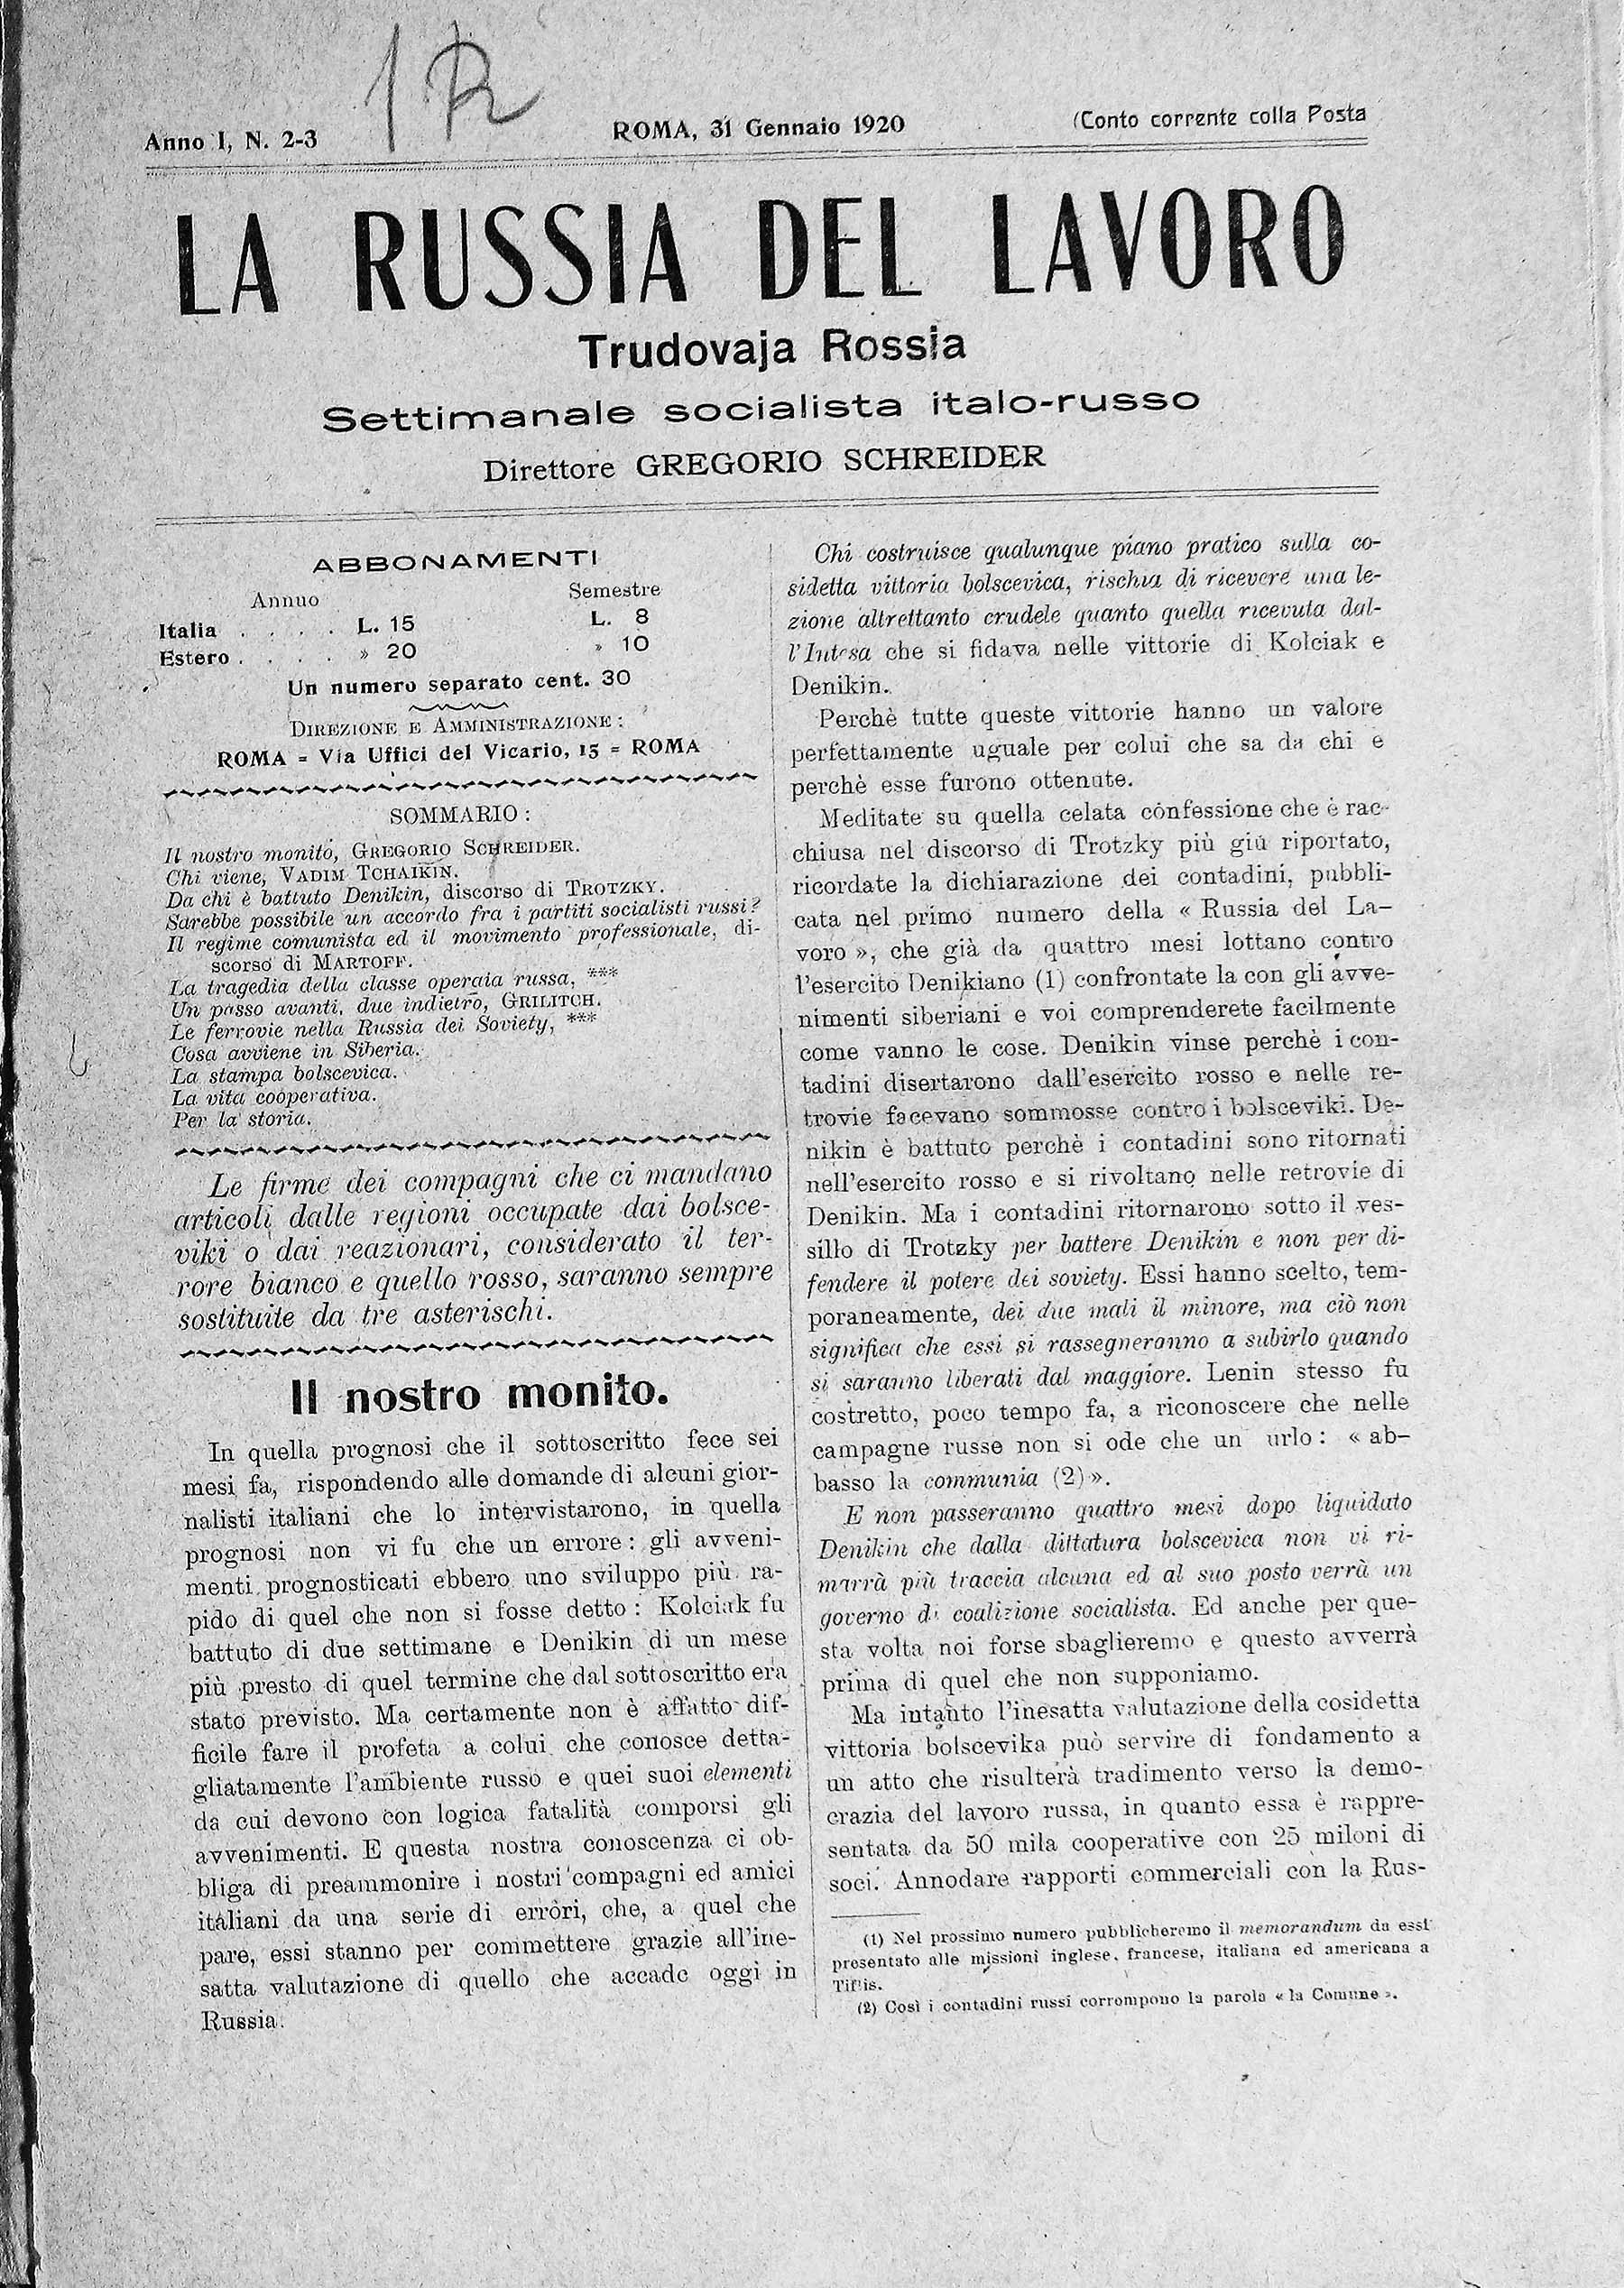 1 R
Anno I, N. 2-3
ROMA, 31 Gennaio 1920
(Conto corrente colla Posta
LA RUSSIA DEL LAVORO
Trudovaja Rossia
Settimanale socialista italo-russo
Direttore GREGORIO SCHREIDER
ABBONAMENTI
Annuo Semestre
Italia . . . . L. 15 L. 8
Estero . . . . » 20 » 10
Un numero separato cent. 30
DIREZIONE E AMMINISTRAZIONE :
ROMA = Via Uffici del Vicario, 15 = ROMA
SOMMARIO :
Il nostro monito, GREGORIO SCHREIDER.
Chi viene, VADIM TCHAIKIN.
Da chi è battuto Denikin, discorso di TROTZKY.
Sarebbe possibile un accordo fra i partiti socialisti russi?
Il regime comunista ed il movimento professionale, di-
scorso di MARTOFF.
La tragedia della classe operaia russa, ***
Un passo avanti, due indietro, GRILITCH.
Le ferrovie nella Russia dei Soviety, ***
Cosa avviene in Siberia.
La stampa bolscevica.
La vita cooperativa.
Per la storia.
Le firme dei compagni che ci mandano
articoli dalle regioni occupate dai bolsce-
viki o dai reazionari, considerato il ter-
rore bianco e quello rosso, saranno sempre
sostituite da tre asterischi.
Il nostro monito.
In quella prognosi che il sottoscritto fece sei
mesi fa, rispondendo alle domande di alcuni gior-
nalisti italiani che lo intervistarono, in quella
prognosi non vi fu che un errore : gli avveni-
menti prognosticati ebbero uno sviluppo più ra-
pido di quel che non si fosse detto : Kolciak fu
battuto di due settimane e Denikin di un mese
più presto di quel termine che dal sottoscritto era
stato previsto. Ma certamente non è affatto dif-
ficile fare il profeta a colui che conosce detta-
gliatamente l'ambiente russo e quei suoi elementi
da cui devono con logica fatalità comporsi gli
avvenimenti. E questa nostra conoscenza ci ob-
bliga di preammonire i nostri compagni ed amici
italiani da una serie di errori, che, a quel che
pare, essi stanno per commettere grazie all'ine-
satta valutazione di quello che accade oggi in
Russia.
Chi costruisce qualunque piano pratico sulla co-
sidetta vittoria bolscevica, rischia di ricevere una le-
zione altrettanto crudele quanto quella ricevuta dal-
l'Intesa che si fidava nelle vittorie di Kolciak e
Denikin.
Perchè tutte queste vittorie hanno un valore
perfettamente uguale per colui che sa da chi e
perchè esse furono ottenute.
Meditate su quella celata confessione che è rac-
chiusa nel discorso di Trotzky più giù riportato,
ricordate la dichiarazione dei contadini, pubbli-
cata nel primo numero della « Russia del La-
voro », che già da quattro mesi lottano contro
l'esercito Denikiano (1) confrontate la con gli avve-
nimenti siberiani e voi comprenderete facilmente
come vanno le cose. Denikin vinse perchè i con-
tadini disertarono dall'esercito rosso e nelle re-
trovie facevano sommosse contro i bolsceviki. De-
nikin è battuto perchè i contadini sono ritornati
nell'esercito rosso e si rivoltano nelle retrovie di
Denikin. Ma i contadini ritornarono sotto il ves-
sillo di Trotzky per battere Denikin e non per di-
fendere il potere dei soviety. Essi hanno scelto, tem-
poraneamente, dei due mali il minore, ma ciò non
significa che essi si rassegneranno a subirlo quando
si saranno liberati dal maggiore. Lenin stesso fu
costretto, poco tempo fa, a riconoscere che nelle
campagne russe non si ode che un urlo : « ab-
basso la communia (2) ».
E non passeranno quattro mesi dopo liquidato
Denikin che dalla dittatura bolscevica non vi ri-
marrà più traccia alcuna ed al suo posto verrà un
governo di coalizione socialista. Ed anche per que-
sta volta noi forse sbaglieremo e questo avverrà
prima di quel che non supponiamo.
Ma intanto l'inesatta valutazione della cosidetta
vittoria bolscevika può servire di fondamento a
un atto che risulterà tradimento verso la demo-
crazia del lavoro russa, in quanto essa è rappre-
sentata da 50 mila cooperative con 25 miloni di
soci. Annodare rapporti commerciali con la Rus-
(1) Nel prossimo numero pubblicheremo il memorandum da essi
presentato alle missioni inglese, francese, italiana ed americana a
Tiflis.
(2) Così i contadini russi corrompono la parola « la Comune ».